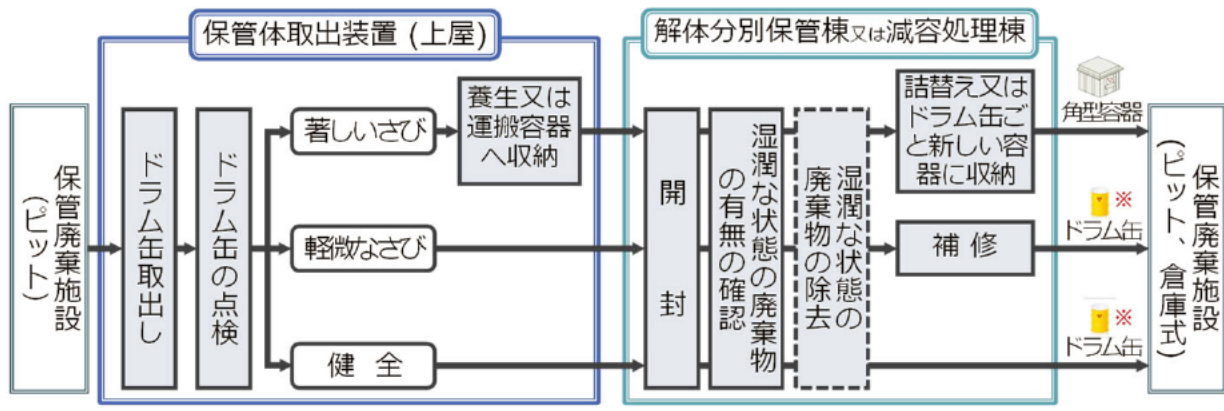 保管体取出装置 (上屋)
解体分別保管棟又は減容処理棟
保管廃棄施設
(ピット)
ドラム缶取出し
ドラム缶の点検
著しいさび
軽微なさび
健 全
養生又は
運搬容器
へ収納
開 封
湿潤な状態の廃棄物
の有無の確認
湿潤な状態の
廃棄物の除去
詰替え又は
ドラム缶ご
と新しい容
器に収納
補 修
角型容器
※
ドラム缶
※
ドラム缶
保管廃棄施設
(ピット、倉庫式)